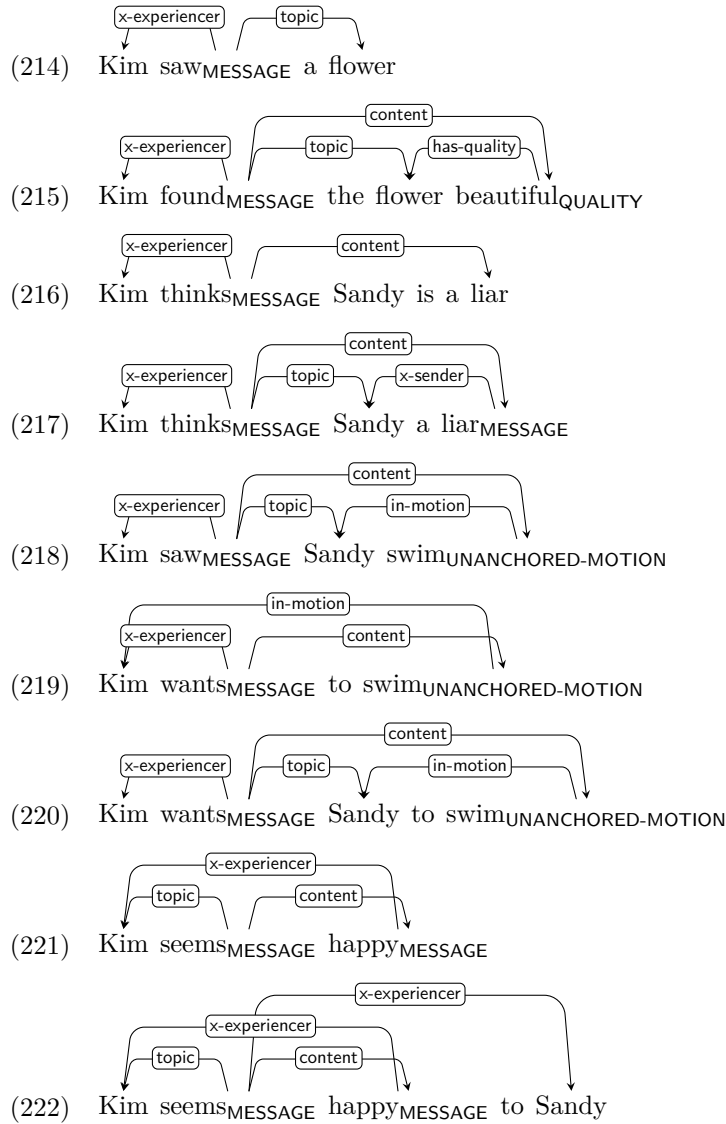 x-experiencer topic
(214) Kim sawMESSAGE a flower
content
x-experiencer topic has-quality
(215) Kim foundMESSAGE the flower beautifulQUALITY
x-experiencer content
(216) Kim thinksMESSAGE Sandy is a liar
content
x-experiencer topic x-sender
(217) Kim thinksMESSAGE Sandy a liarMESSAGE
content
x-experiencer topic in-motion
(218) Kim sawMESSAGE Sandy swimUNANCHORED-MOTION
in-motion
x-experiencer content
(219) Kim wantsMESSAGE to swimUNANCHORED-MOTION
content
x-experiencer topic in-motion
(220) Kim wantsMESSAGE Sandy to swimUNANCHORED-MOTION
x-experiencer
topic content
(221) Kim seemsMESSAGE happyMESSAGE
x-experiencer
x-experiencer
topic content
(222) Kim seemsMESSAGE happyMESSAGE to Sandy